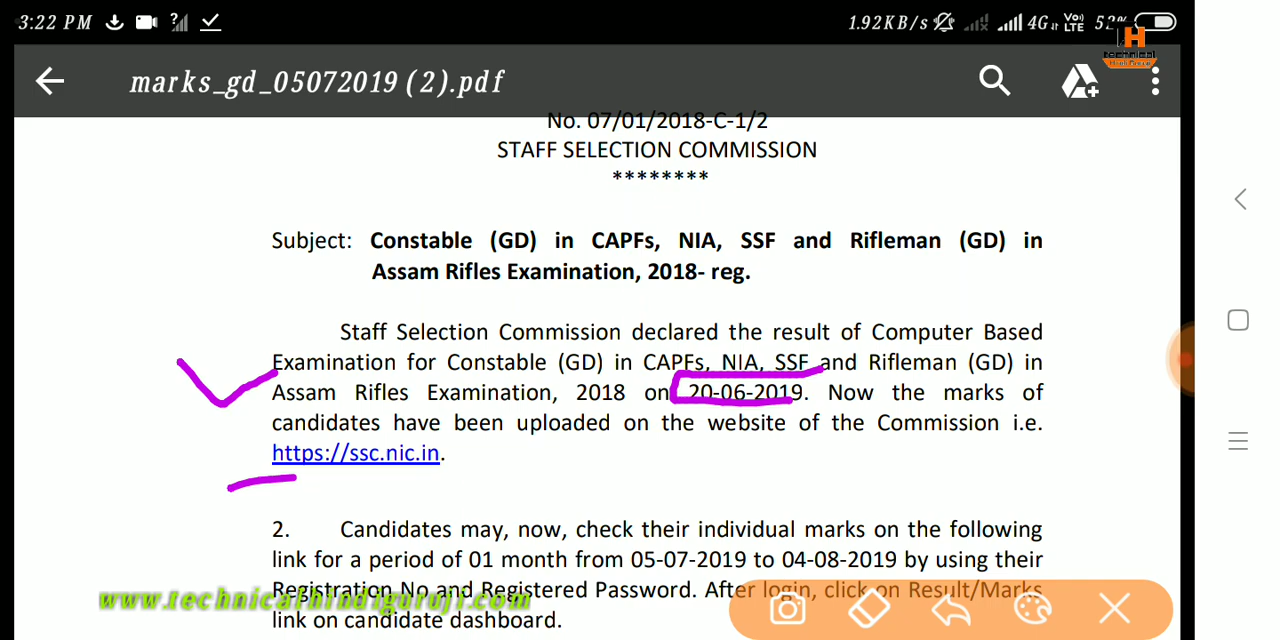 3:22 PM ? 1.92KB/s 4G VoLTE 52%
H
technical
marks_gd_05072019 (2).pdf
No. 07/01/2018-C-1/2
STAFF SELECTION COMMISSION
********
Subject: Constable (GD) in CAPFs, NIA, SSF and Rifleman (GD) in
Assam Rifles Examination, 2018- reg.
Staff Selection Commission declared the result of Computer Based
Examination for Constable (GD) in CAPFs, NIA, SSF and Rifleman (GD) in
Assam Rifles Examination, 2018 on 20-06-2019. Now the marks of
candidates have been uploaded on the website of the Commission i.e.
https://ssc.nic.in.
2. Candidates may, now, check their individual marks on the following
link for a period of 01 month from 05-07-2019 to 04-08-2019 by using their
Registration No and Registered Password. After login, click on Result/Marks
www.technicalhindiguruji.com
link on candidate dashboard.